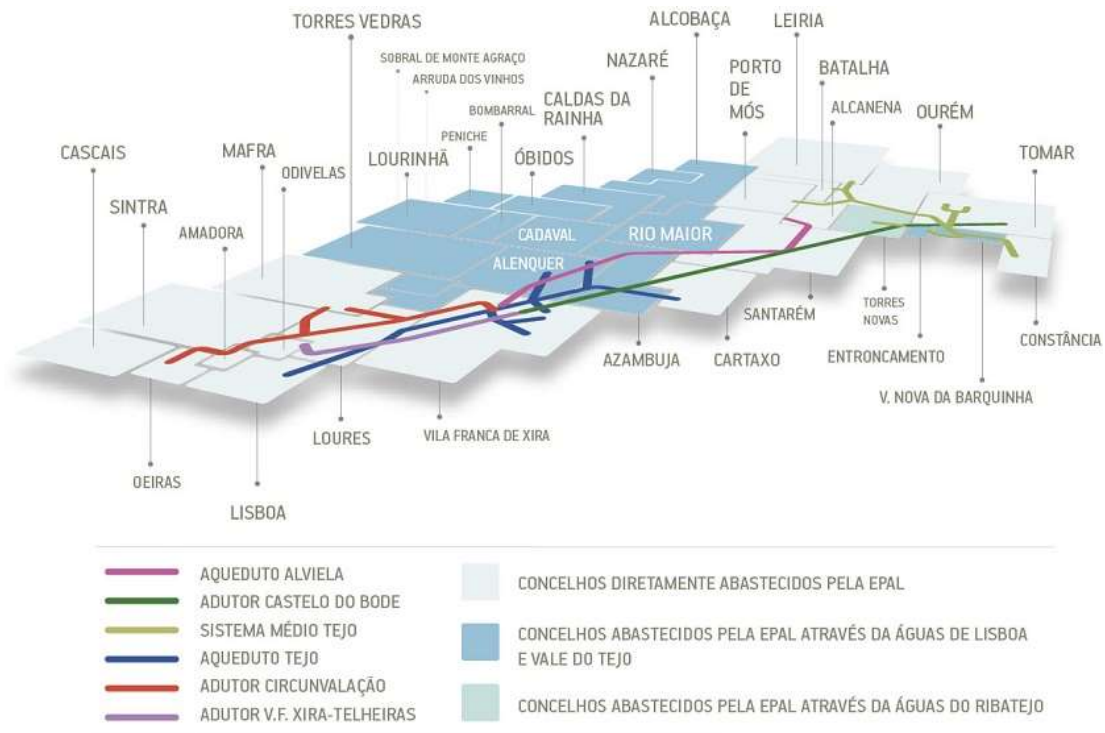 TORRES VEDRAS
ALCOBAÇA
LEIRIA
SOBRAL DE MONTE AGRAÇO
NAZARÉ
PORTO
DE
MÓS
BATALHA
ARRUDA DOS VINHOS
BOMBARRAL
CALDAS DA
RAINHA
ALCANENA
OURÉM
CASCAIS
MAFRA
PENICHE
LOURINHÃ
ÓBIDOS
TOMAR
ODIVELAS
SINTRA
AMADORA
CADAVAL
RIO MAIOR
ALENQUER
SANTARÉM
TORRES
NOVAS
CONSTÂNCIA
AZAMBUJA
CARTAXO
ENTRONCAMENTO
V. NOVA DA BARQUINHA
LOURES
VILA FRANCA DE XIRA
OEIRAS
LISBOA
AQUEDUTO ALVIELA
ADUTOR CASTELO DO BODE
SISTEMA MÉDIO TEJO
AQUEDUTO TEJO
ADUTOR CIRCUNVALAÇÃO
ADUTOR V.F. XIRA-TELHEIRAS
CONCELHOS DIRETAMENTE ABASTECIDOS PELA EPAL
CONCELHOS ABASTECIDOS PELA EPAL ATRAVÉS DA ÁGUAS DE LISBOA
E VALE DO TEJO
CONCELHOS ABASTECIDOS PELA EPAL ATRAVÉS DA ÁGUAS DO RIBATEJO